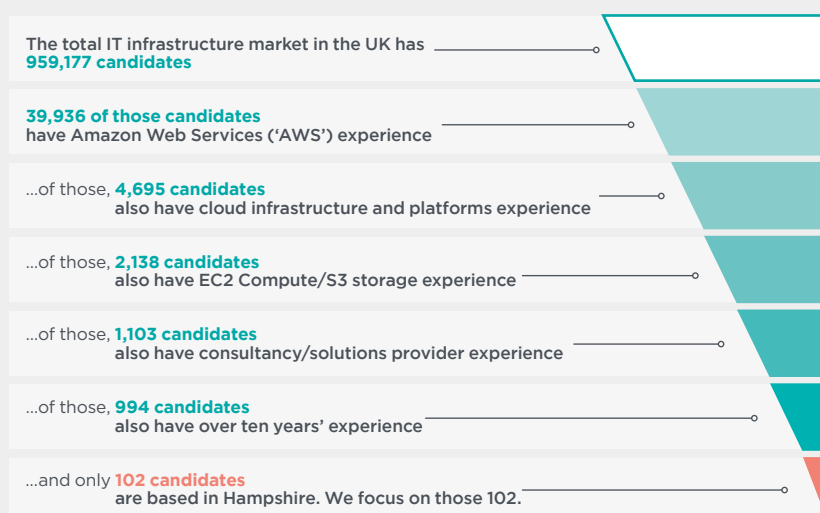 The total IT infrastructure market in the UK has
959,177 candidates
39,936 of those candidates
have Amazon Web Services (‘AWS’) experience
...of those, 4,695 candidates
also have cloud infrastructure and platforms experience
...of those, 2,138 candidates
also have EC2 Compute/S3 storage experience
...of those, 1,103 candidates
also have consultancy/solutions provider experience
...of those, 994 candidates
also have over ten years’ experience
...and only 102 candidates
are based in Hampshire. We focus on those 102.